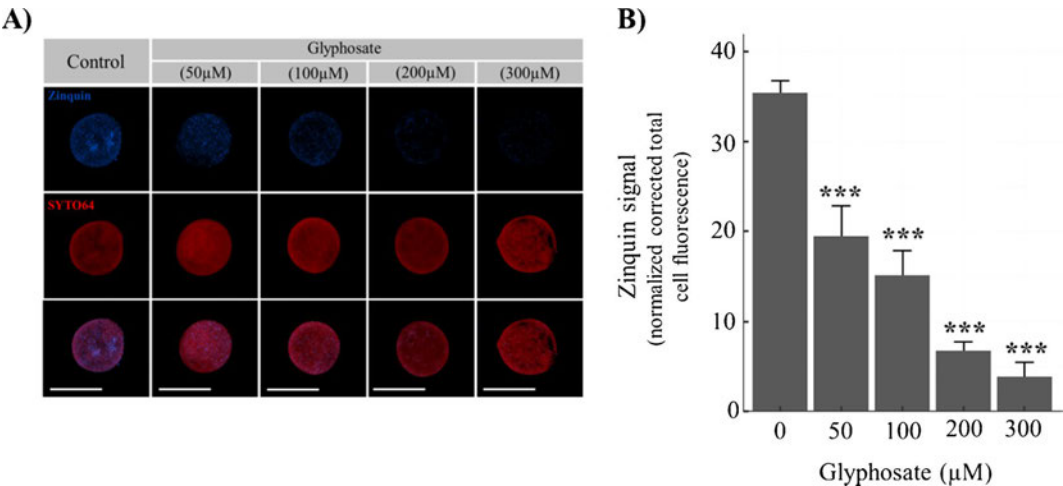 A)
Control
Glyphosate
(50µM) (100µM) (200µM) (300µM)
Zinquin
SYTO64
B)
Zinquin signal
(normalized corrected total
cell fluorescence)
40
30
20
10
0
***
***
***
***
0 50 100 200 300
Glyphosate (µM)